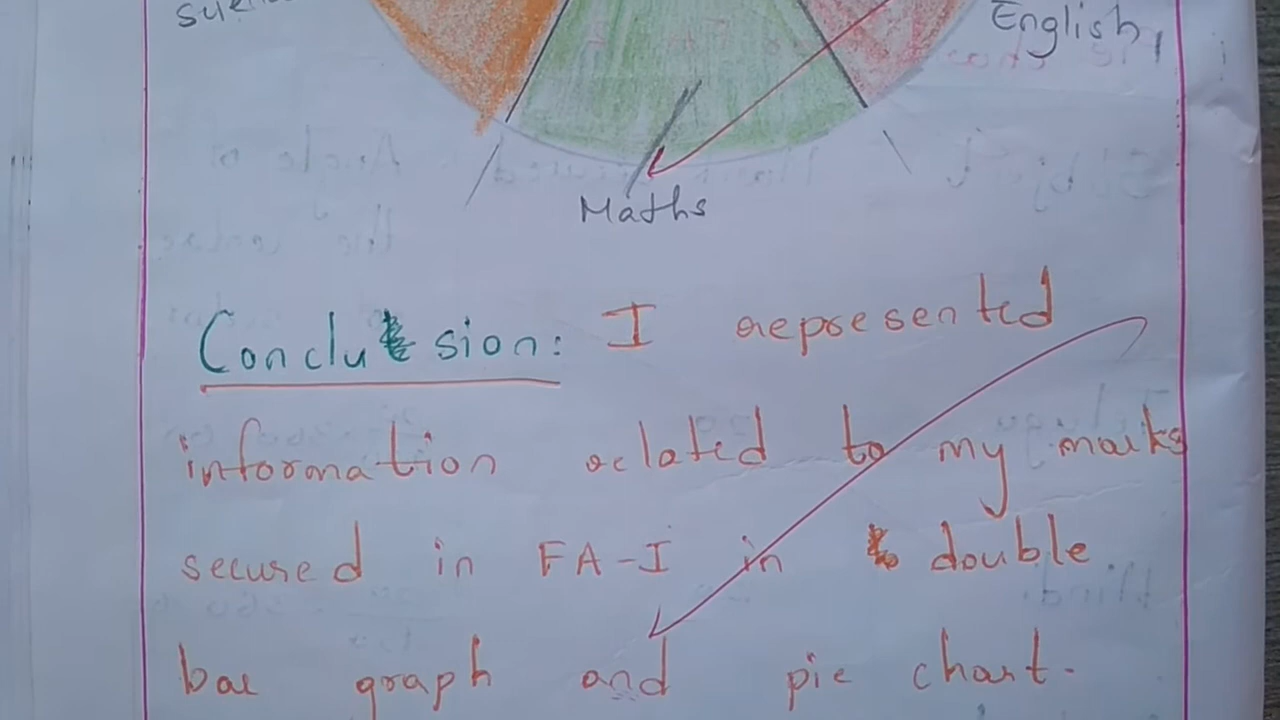 English,
Maths
Conclusion: I represented
information related to my marks
secured in FA-I in double
bar graph and pie chart.